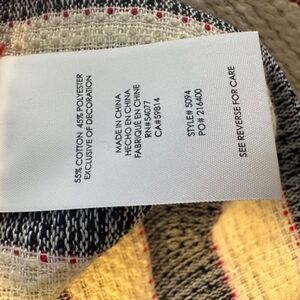 55% COTTON 45% POLYESTER
EXCLUSIVE OF DECORATION
MADE IN CHINA
HECHO EN CHINA
FABRIQUÉ EN CHINE
RN#54077
CA#59814
STYLE# 5094
PO# 216400
SEE REVERSE FOR CARE